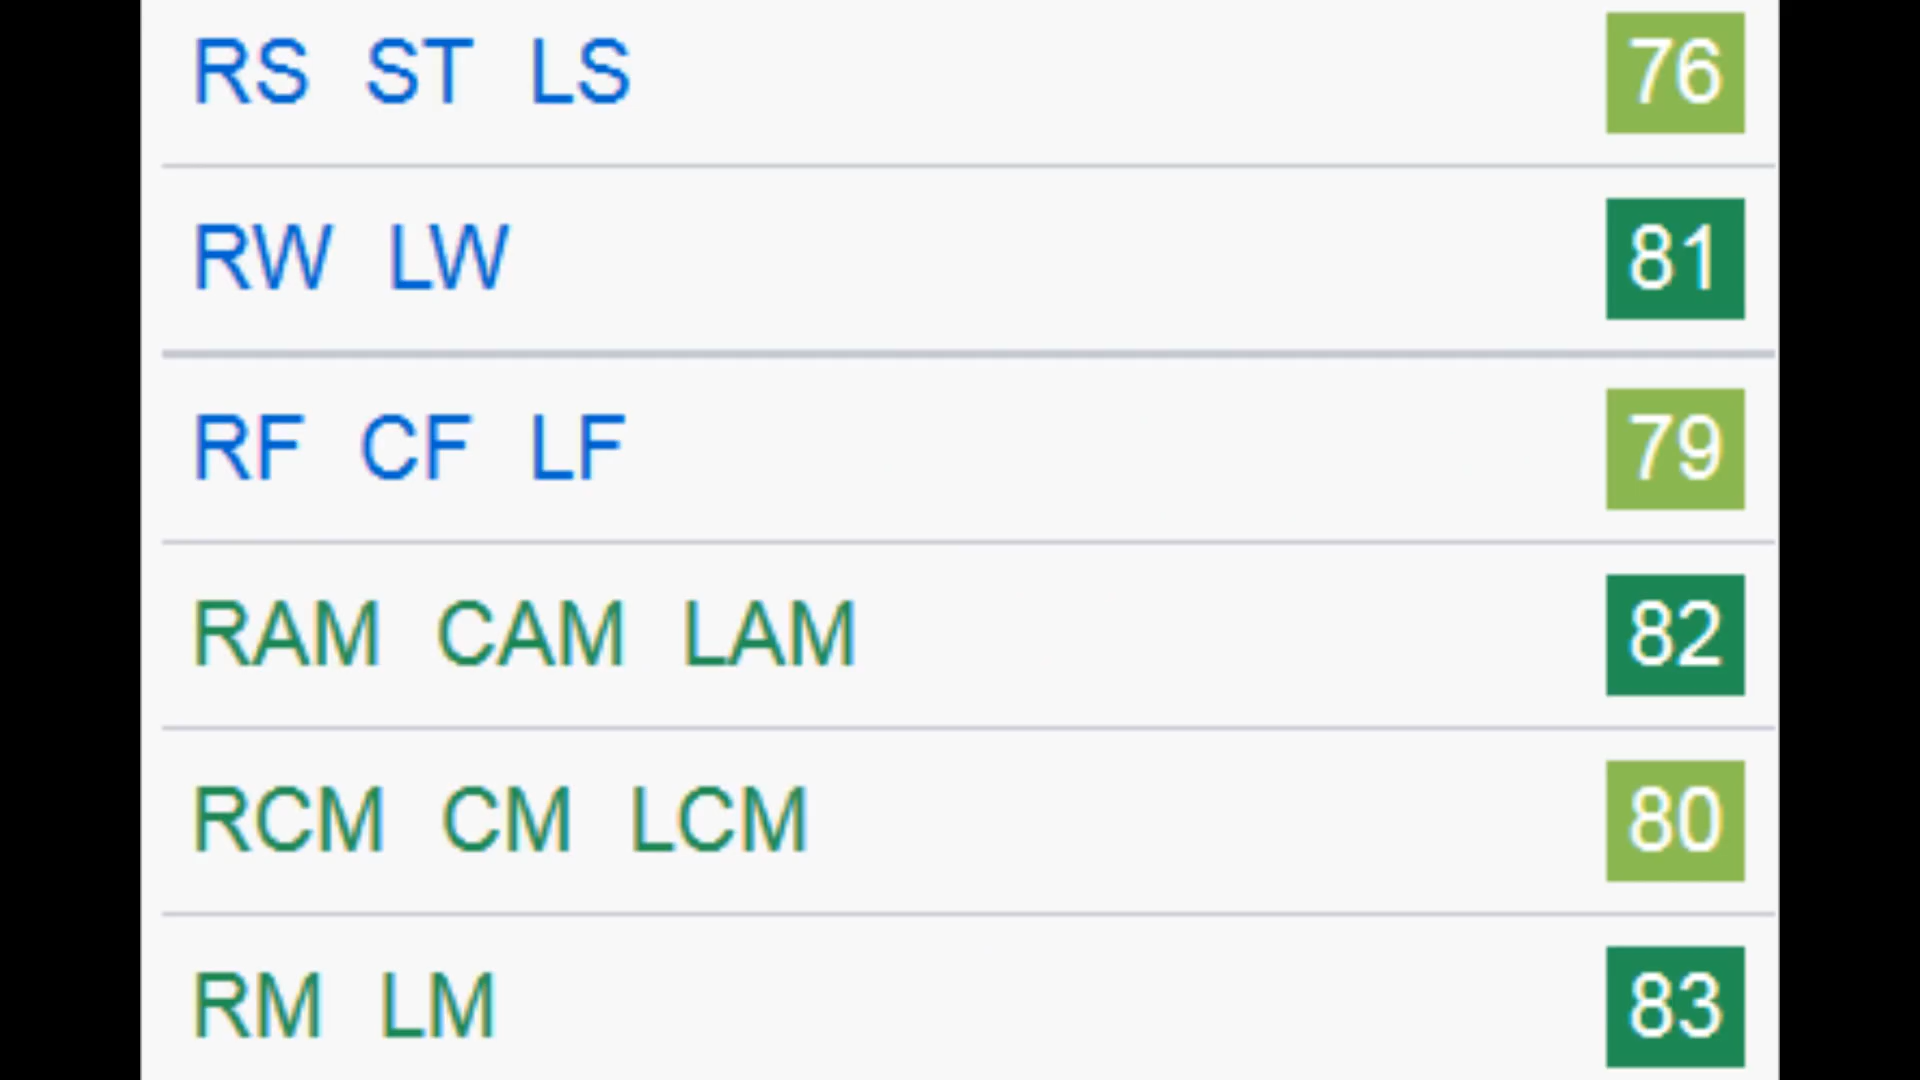 RS ST LS 76
RW LW 81
RF CF LF 79
RAM CAM LAM 82
RCM CM LCM 80
RM LM 83